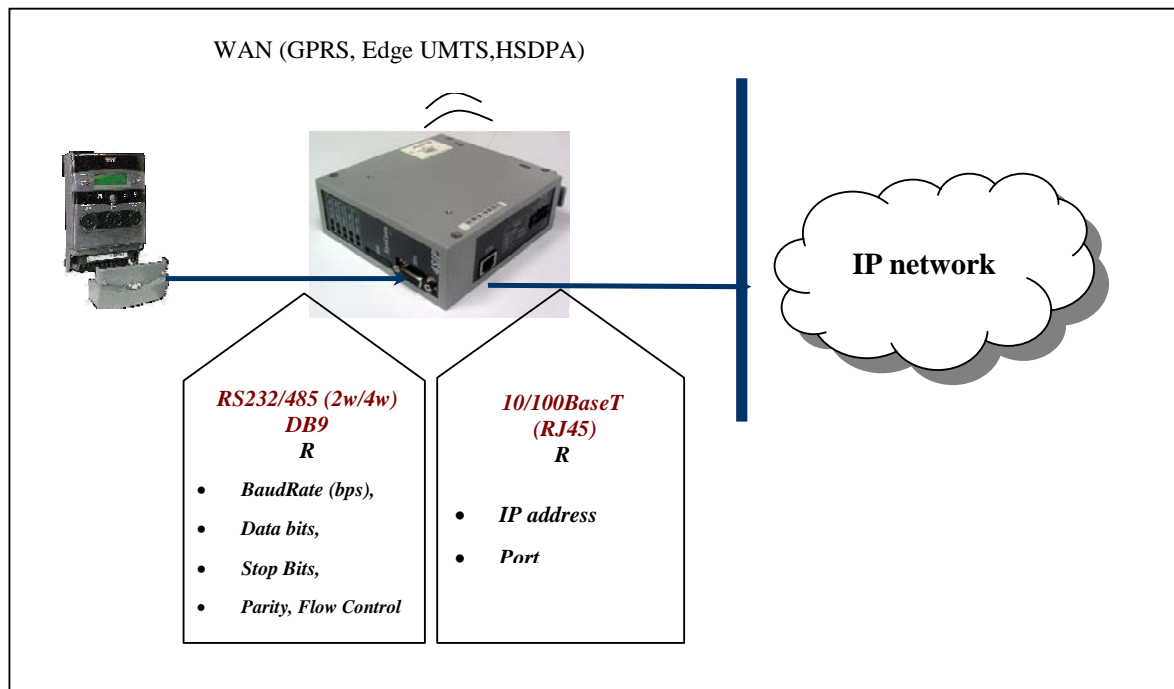 WAN (GPRS, Edge UMTS,HSDPA)
IP network
RS232/485 (2w/4w)
DB9
R
• BaudRate (bps),
• Data bits,
• Stop Bits,
• Parity, Flow Control
10/100BaseT
(RJ45)
R
• IP address
• Port